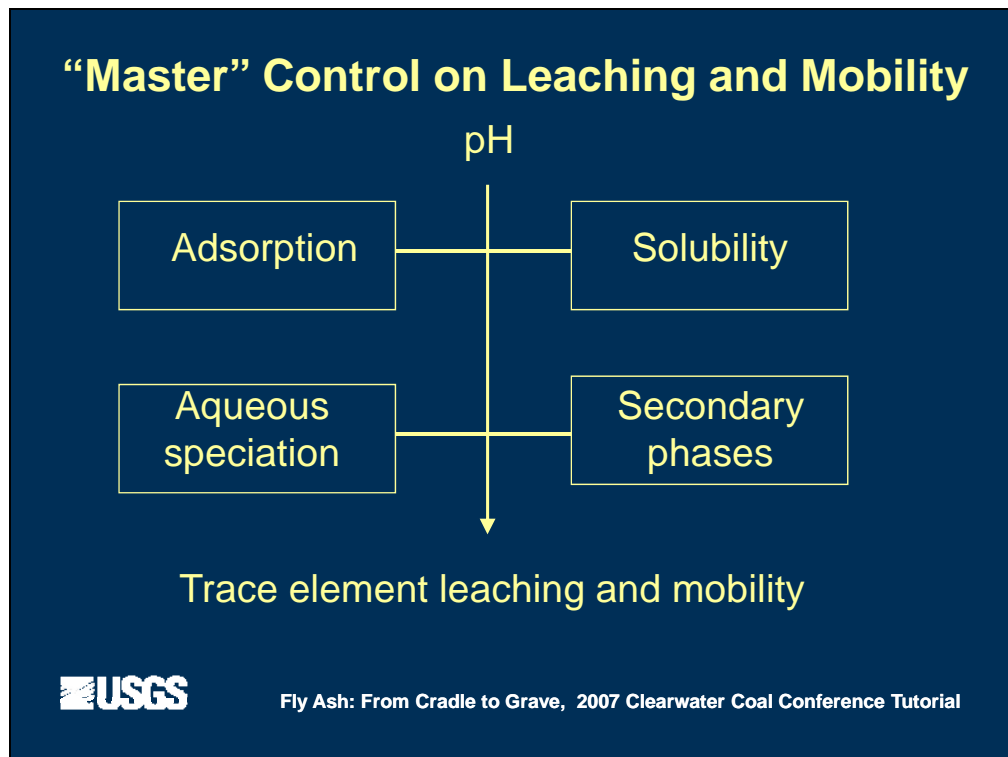 “Master” Control on Leaching and Mobility
pH
Adsorption
Solubility
Aqueous
speciation
Secondary
phases
Trace element leaching and mobility
USGS
Fly Ash: From Cradle to Grave, 2007 Clearwater Coal Conference Tutorial